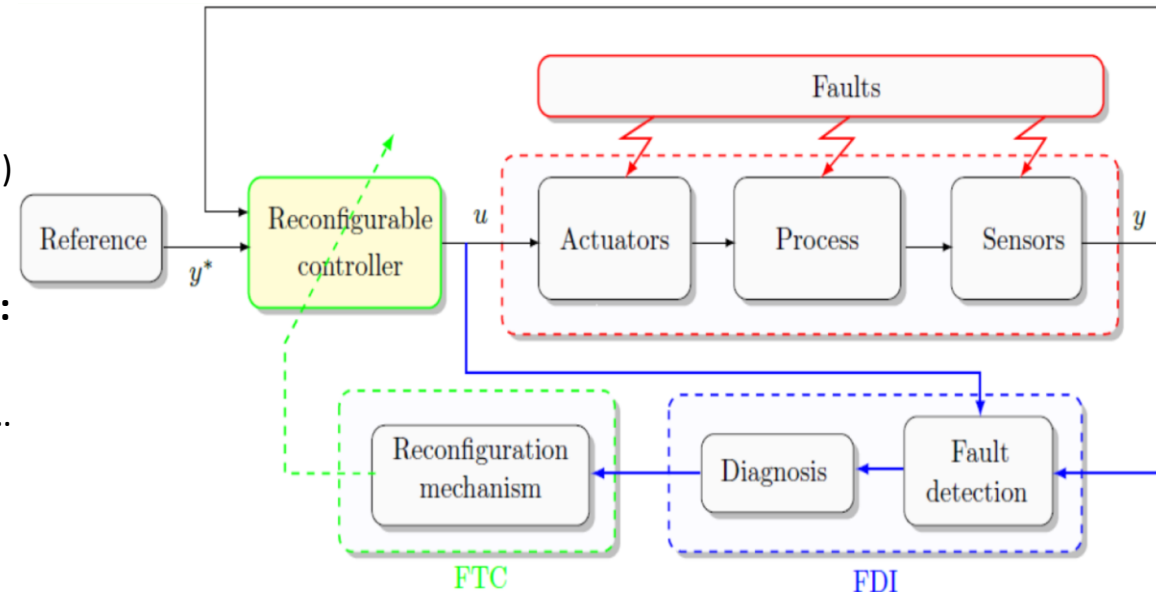 Faults
)
Reference
y*
Reconfigurable
controller
u
Actuators
Process
Sensors
y
:
..
Reconfiguration
mechanism
Diagnosis
Fault
detection
FTC
FDI